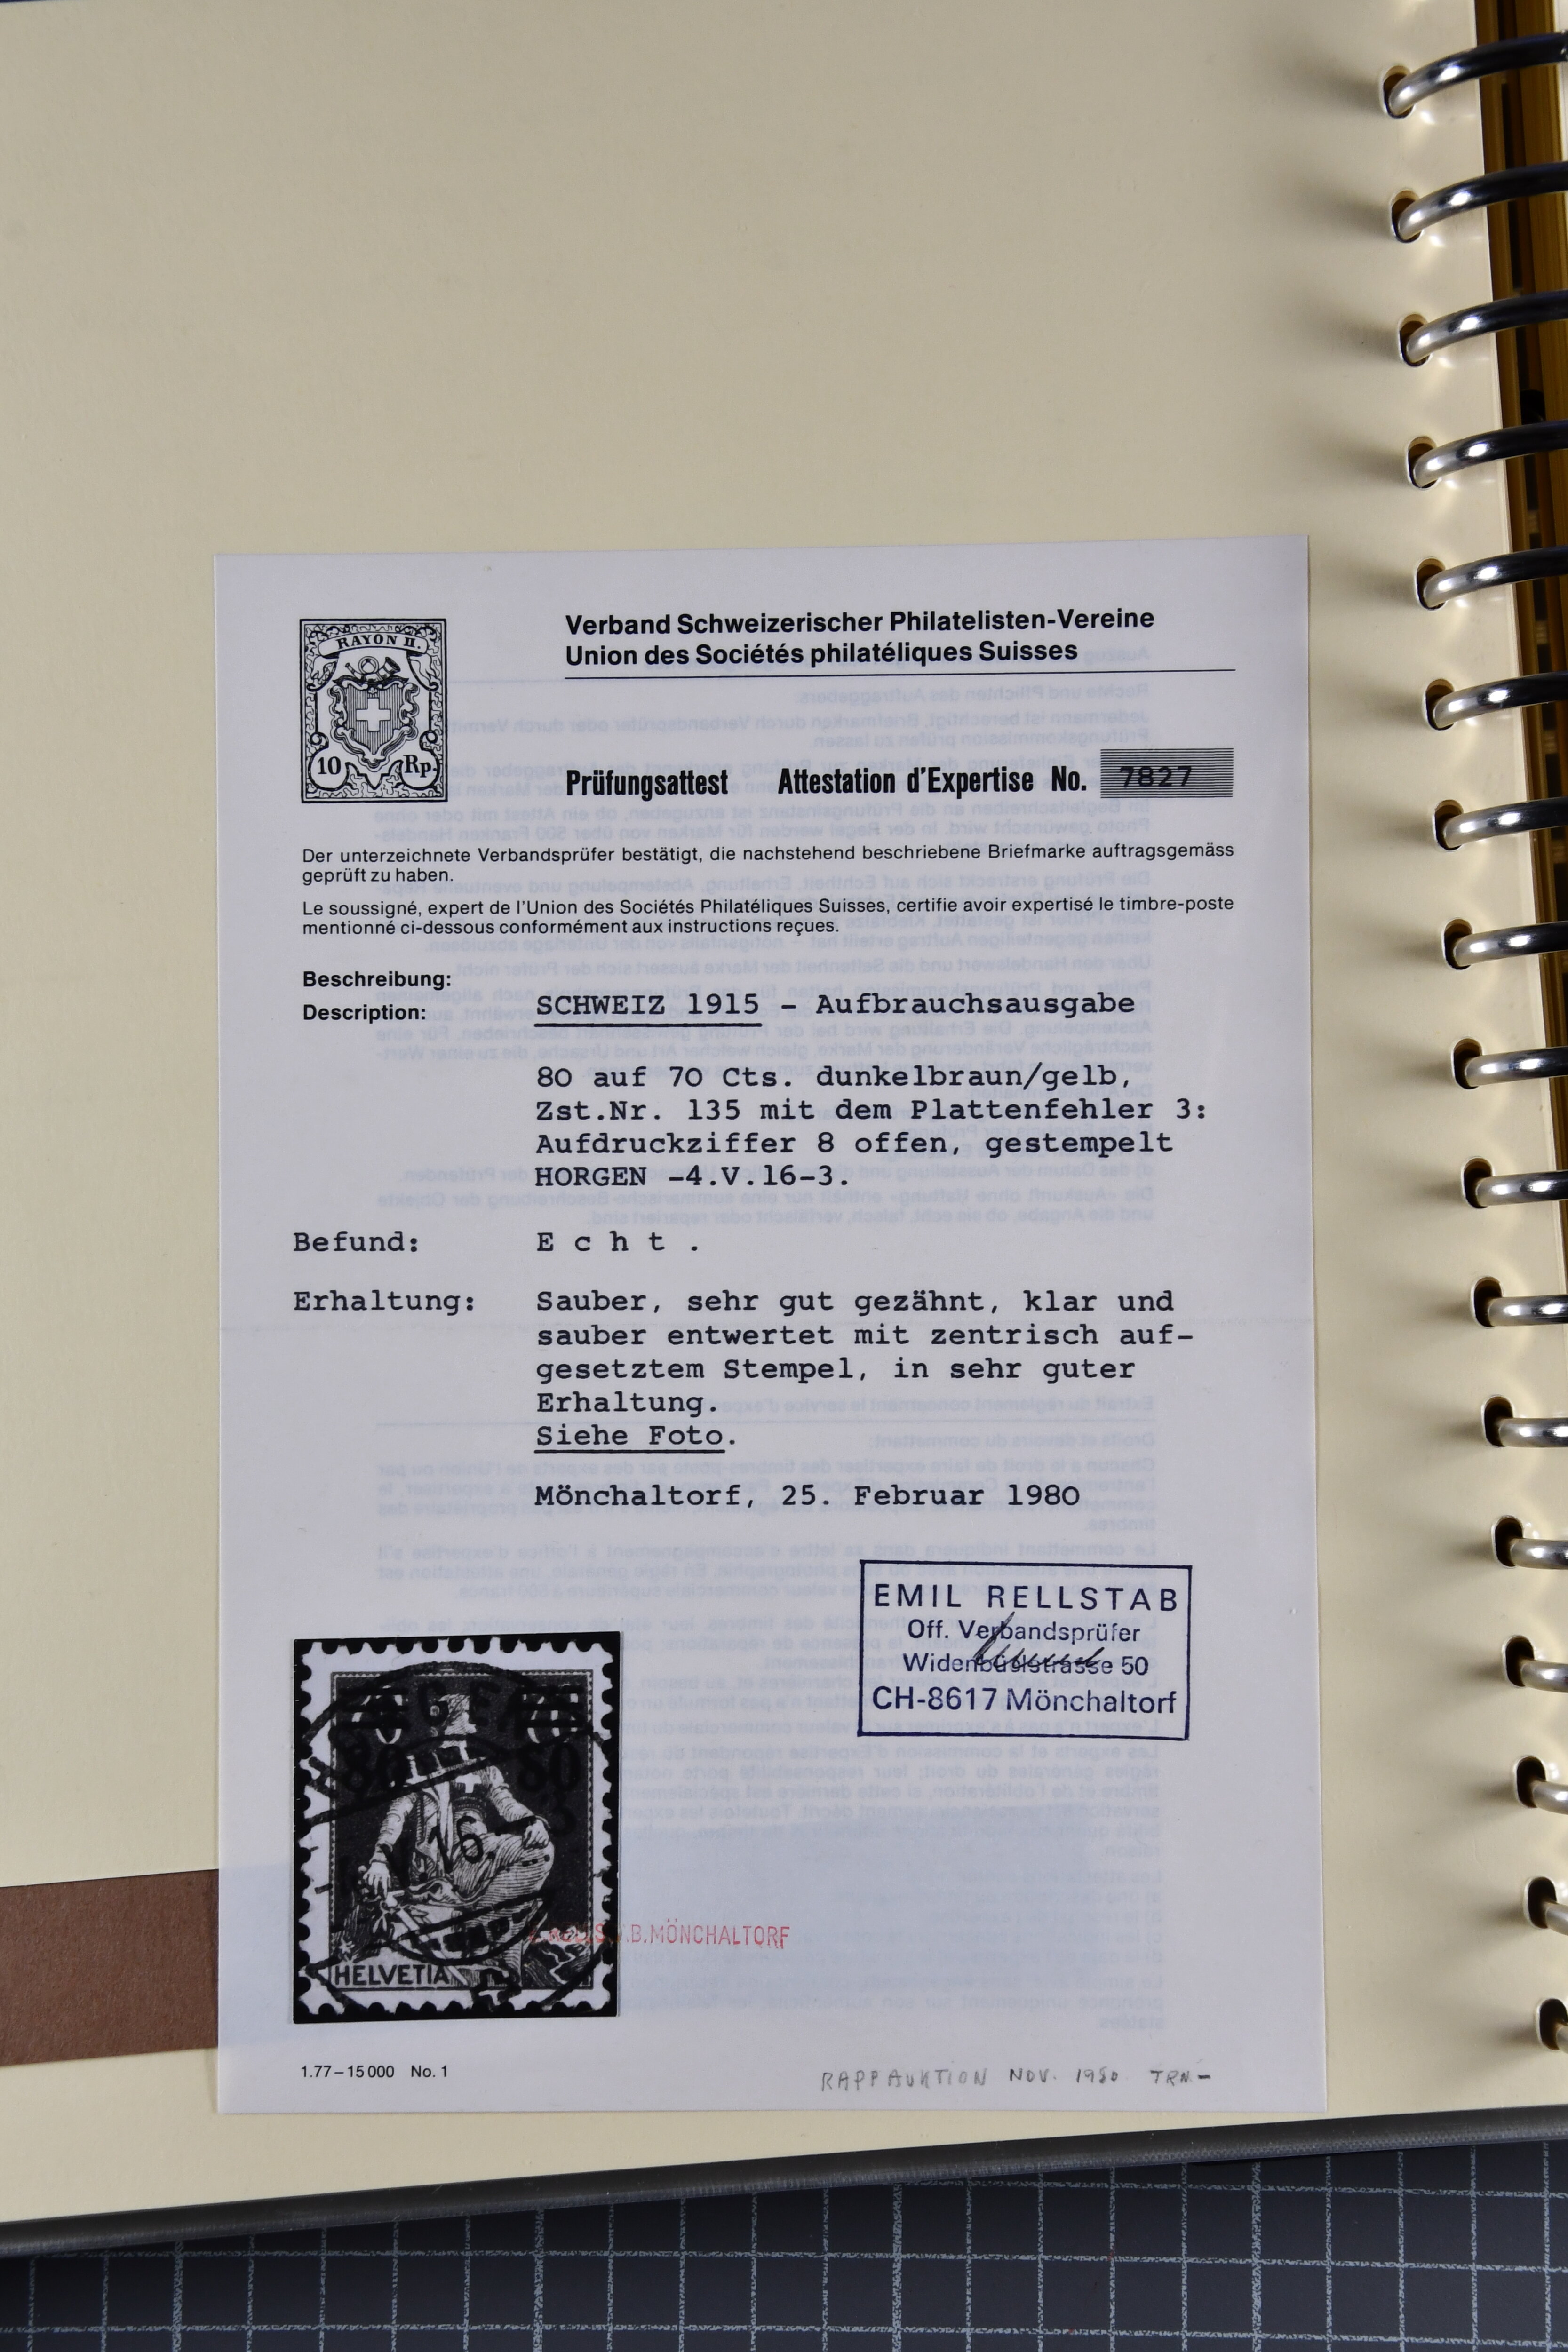 RAYON II.
10 Rp.
Verband Schweizerischer Philatelisten-Vereine
Union des Sociétés philatéliques Suisses
Prüfungsattest Attestation d'Expertise No. 7827
Der unterzeichnete Verbandsprüfer bestätigt, die nachstehend beschriebene Briefmarke auftragsgemäss
geprüft zu haben.
Le soussigné, expert de l'Union des Sociétés Philatéliques Suisses, certifie avoir expertisé le timbre-poste
mentionné ci-dessous conformément aux instructions reçues.
Beschreibung:
Description: SCHWEIZ 1915 - Aufbrauchsausgabe
80 auf 70 Cts. dunkelbraun/gelb,
Zst.Nr. 135 mit dem Plattenfehler 3:
Aufdruckziffer 8 offen, gestempelt
HORGEN -4.V.16-3.
Befund: E c h t .
Erhaltung: Sauber, sehr gut gezähnt, klar und
sauber entwertet mit zentrisch auf-
gesetztem Stempel, in sehr guter
Erhaltung.
Siehe Foto.
Mönchaltorf, 25. Februar 1980
EMIL RELLSTAB
Off. Verbandsprüfer
Widenbüelstrasse 50
CH-8617 Mönchaltorf
80 80
16
HELVETIA
MÖNCHALTORF
1.77–15 000 No. 1
RAPP AUKTION NOV. 1980